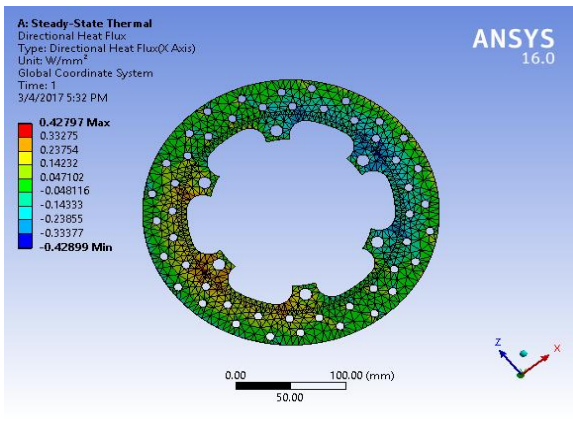 A: Steady-State Thermal
Directional Heat Flux
Type: Directional Heat Flux(X Axis)
Unit: W/mm²
Global Coordinate System
Time: 1
3/4/2017 5:32 PM
ANSYS
16.0
0.42797 Max
0.33275
0.23754
0.14232
0.047102
-0.048116
-0.14333
-0.23855
-0.33377
-0.42899 Min
Z
X
0.00
100.00 (mm)
50.00